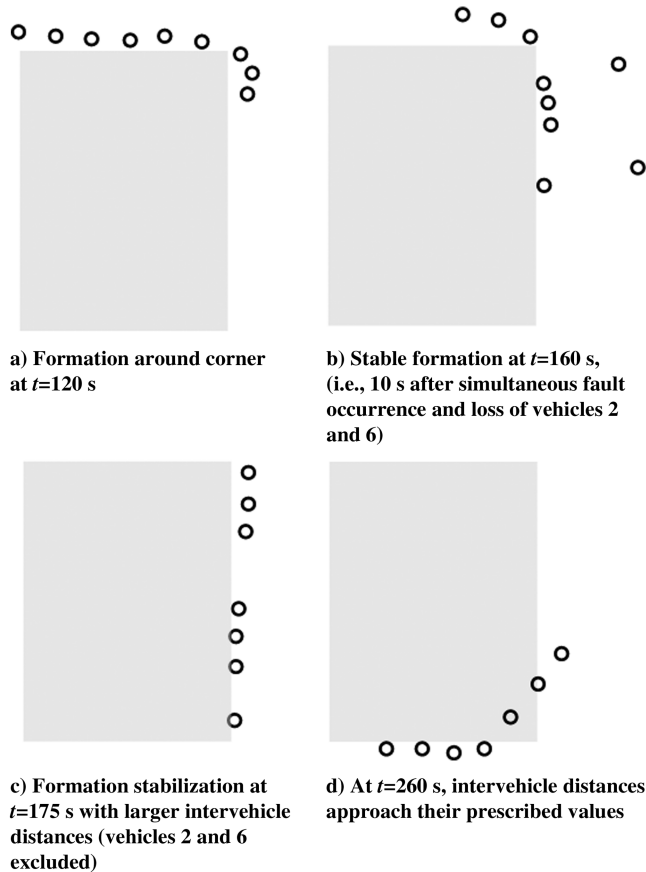 a) Formation around corner
at t=120 s
b) Stable formation at t=160 s,
(i.e., 10 s after simultaneous fault
occurrence and loss of vehicles 2
and 6)
c) Formation stabilization at
t=175 s with larger intervehicle
distances (vehicles 2 and 6
excluded)
d) At t=260 s, intervehicle distances
approach their prescribed values